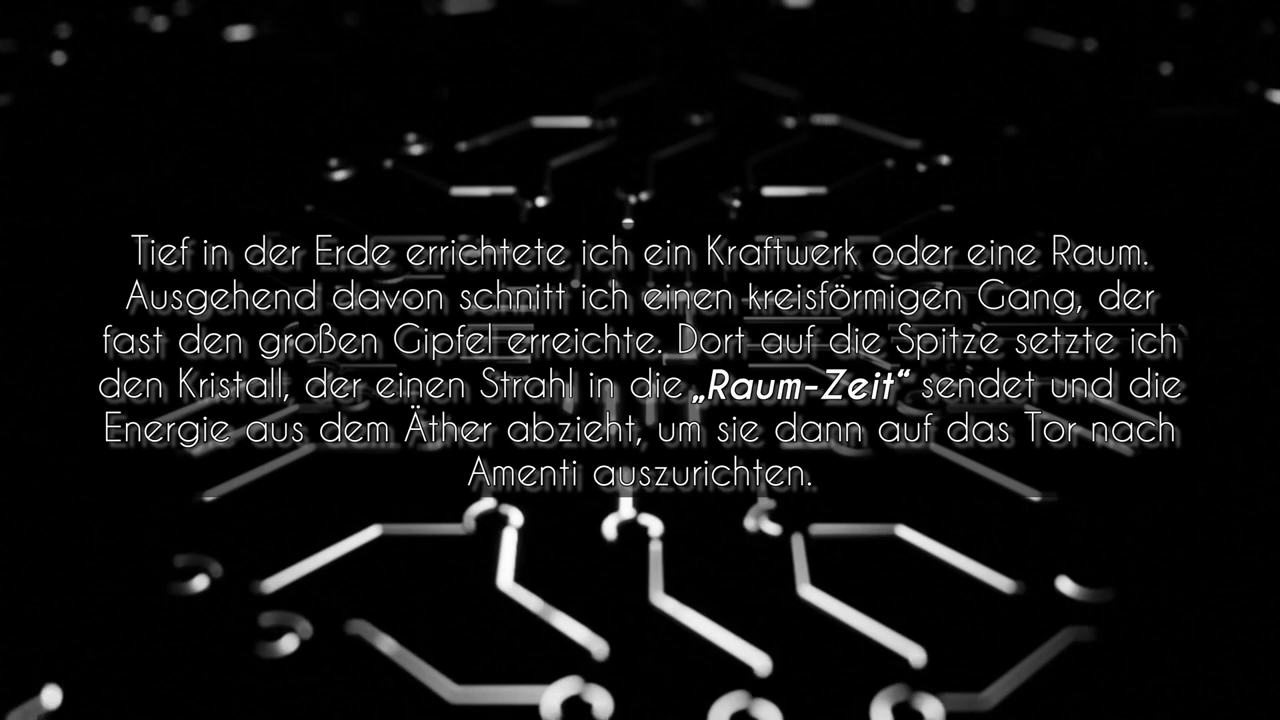 Tief in der Erde errichtete ich ein Kraftwerk oder eine Raum.
Ausgehend davon schnitt ich einen kreisförmigen Gang, der
fast den großen Gipfel erreichte. Dort auf die Spitze setzte ich
den Kristall, der einen Strahl in die „Raum-Zeit“ sendet und die
Energie aus dem Äther abzieht, um sie dann auf das Tor nach
Amenti auszurichten.